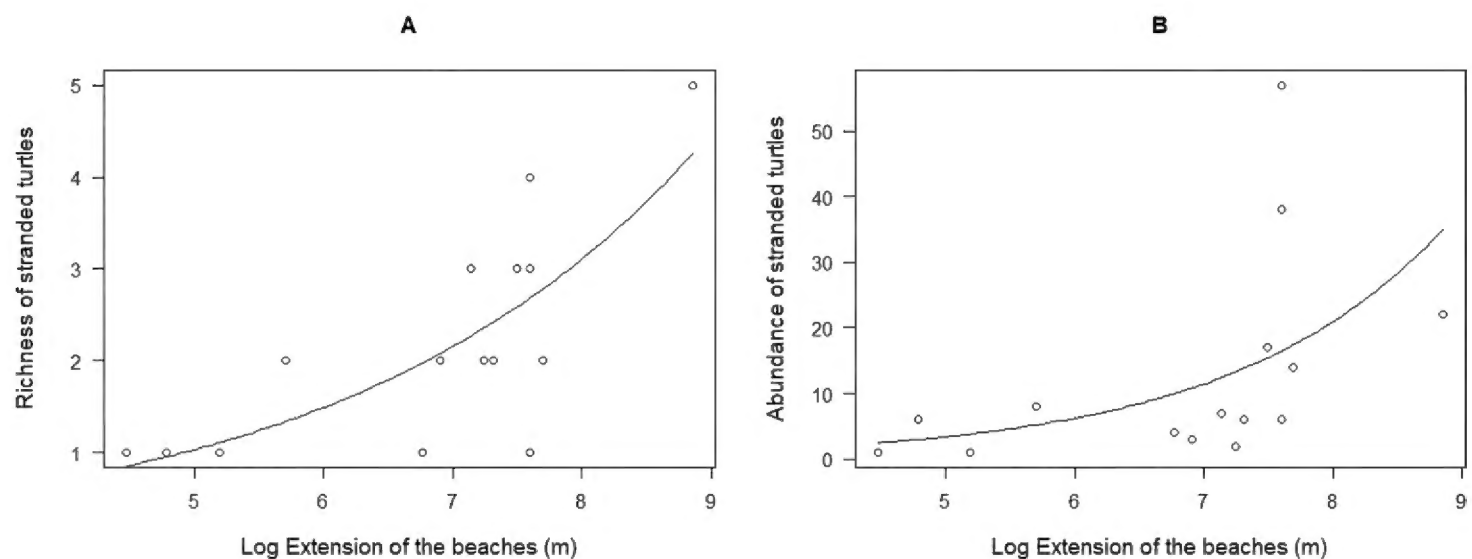 A
Richness of stranded turtles
5
4
3
2
1
5 6 7 8 9
Log Extension of the beaches (m)
B
Abundance of stranded turtles
50
40
30
20
10
0
5 6 7 8 9
Log Extension of the beaches (m)